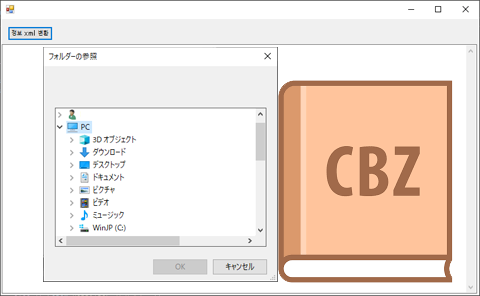 정보 xml 변환
フォルダーの参照
PC
3D オブジェクト
ダウンロード
デスクトップ
ドキュメント
ピクチャ
ビデオ
ミュージック
WinJP (C:)
OK
キャンセル
CBZ